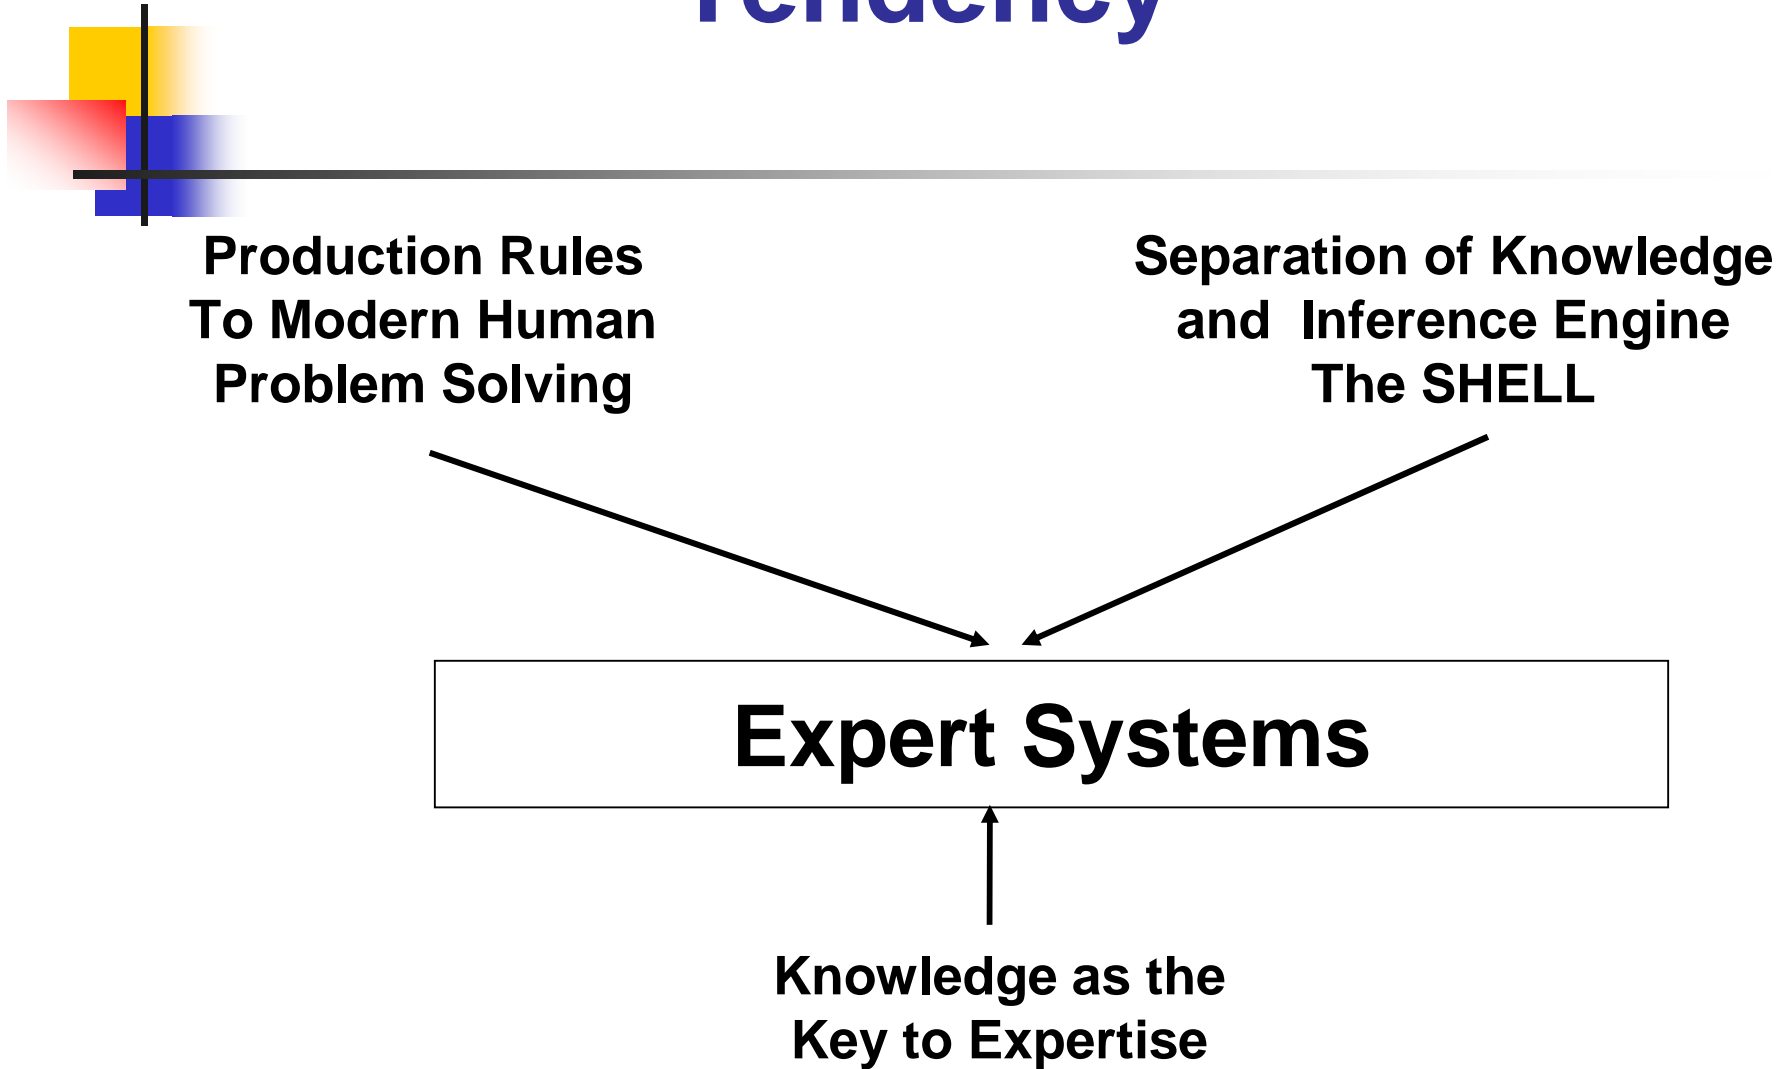 Tendency
Production Rules
To Modern Human
Problem Solving
Separation of Knowledge
and Inference Engine
The SHELL
Expert Systems
Knowledge as the
Key to Expertise